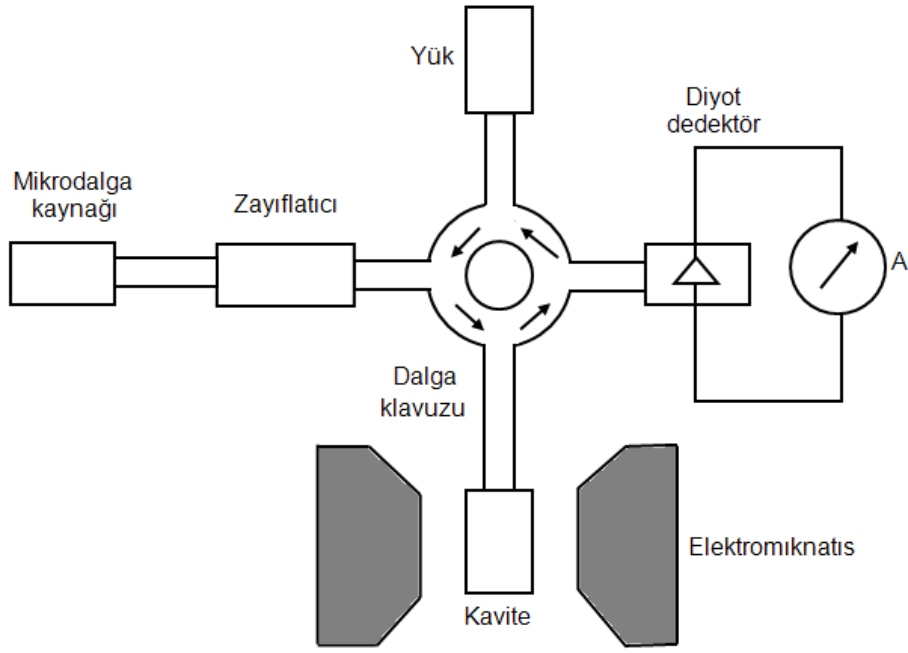 Yük
Diyot
dedektör
Mikrodalga
kaynağı
Zayıflatıcı
A
Dalga
klavuzu
Elektromıknatıs
Kavite